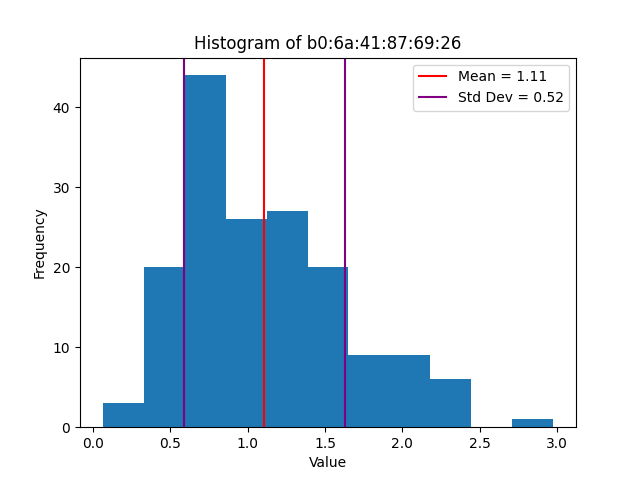 Histogram of b0:6a:41:87:69:26
Mean = 1.11
Std Dev = 0.52
Frequency
40
30
20
10
0
0.0 0.5 1.0 1.5 2.0 2.5 3.0
Value